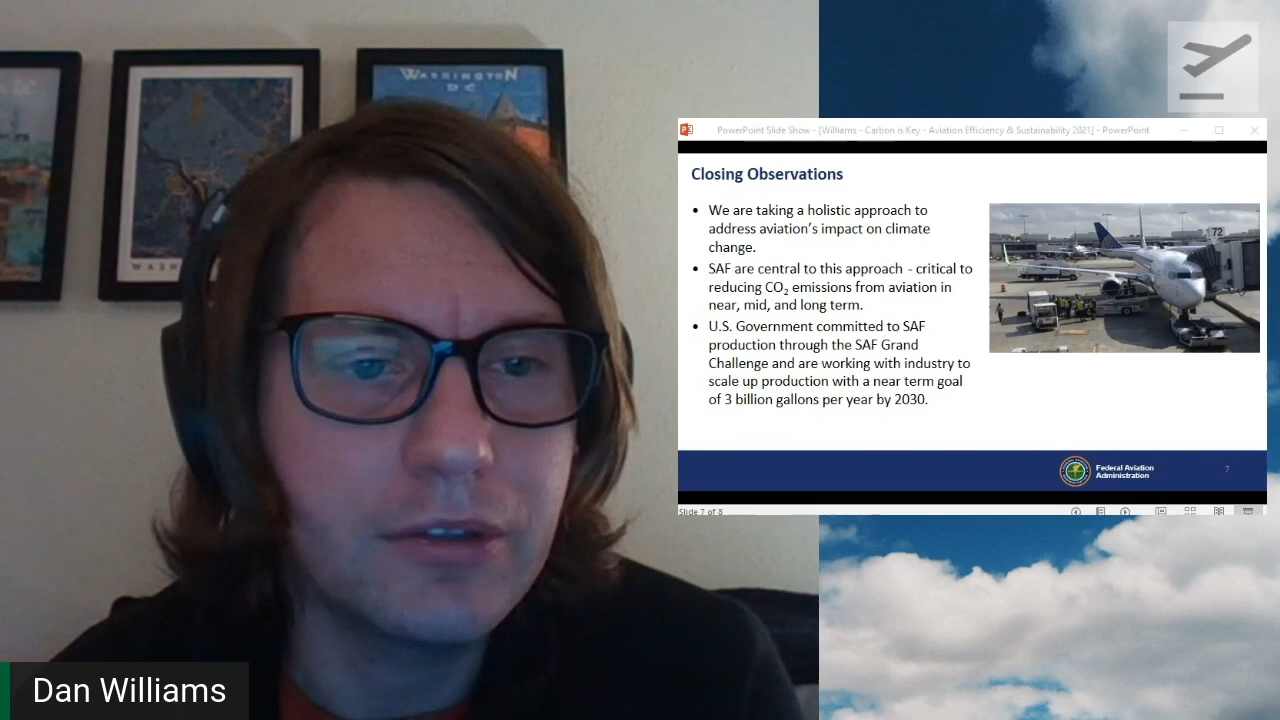 WASHINGTON
DC
WASH
PowerPoint Slide Show - [Williams - Carbon is Key - Aviation Efficiency & Sustainability 2021] - PowerPoint
Closing Observations
• We are taking a holistic approach to
address aviation's impact on climate
change.
• SAF are central to this approach - critical to
reducing CO₂ emissions from aviation in
near, mid, and long term.
• U.S. Government committed to SAF
production through the SAF Grand
Challenge and are working with industry to
scale up production with a near term goal
of 3 billion gallons per year by 2030.
72
Federal Aviation
Administration
7
Slide 7 of 8
Dan Williams